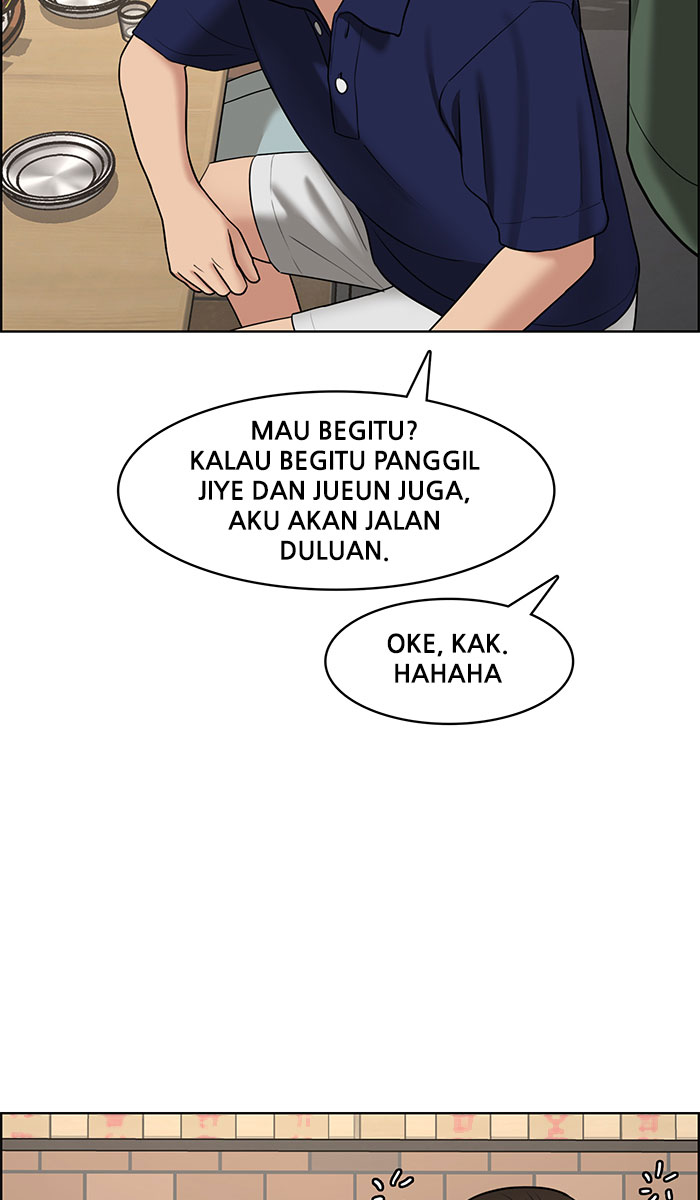 MAU BEGITU?
KALAU BEGITU PANGGIL
JIYE DAN JUEUN JUGA,
AKU AKAN JALAN
DULUAN.
OKE, KAK.
HAHAHA